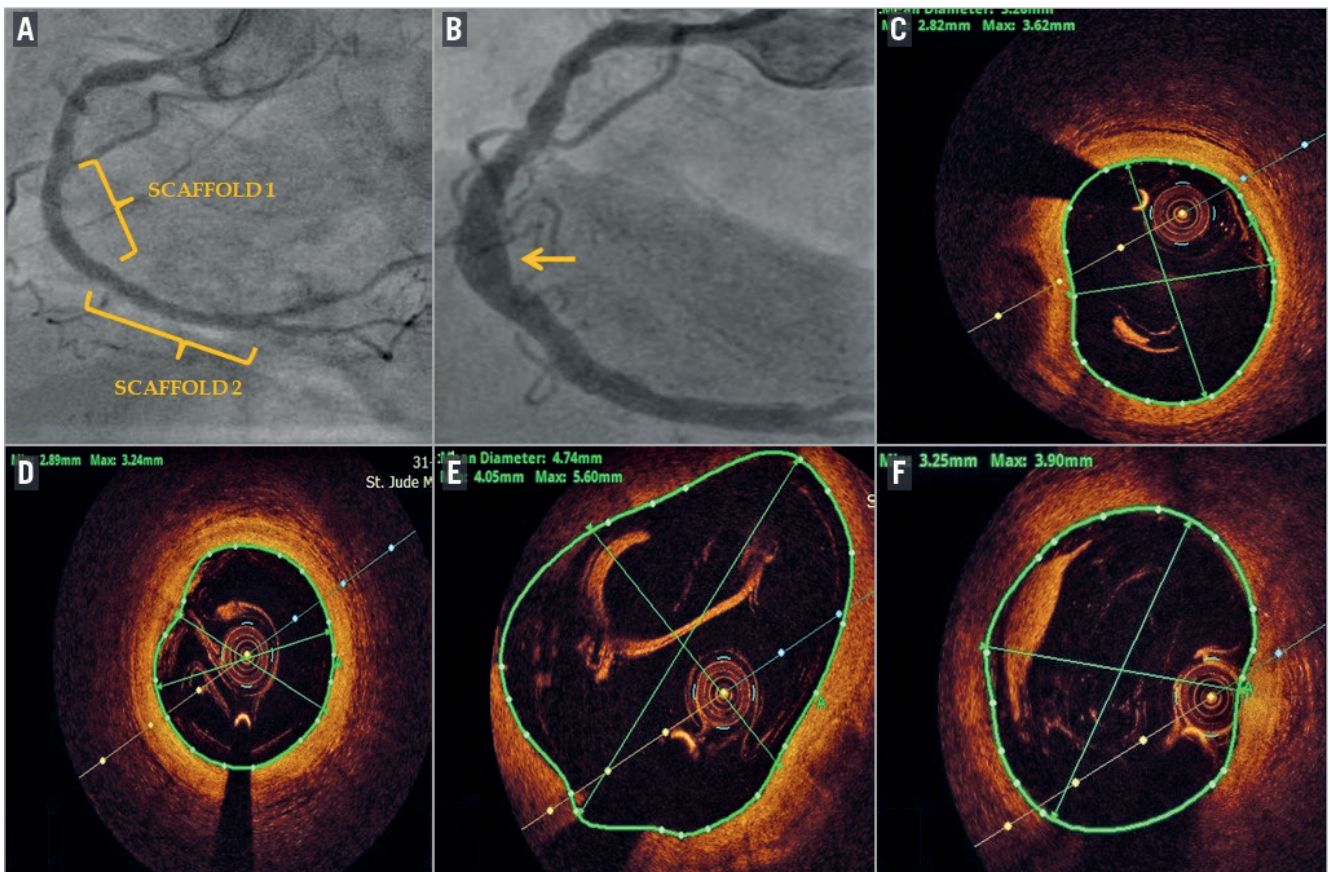 A
SCAFFOLD 1
SCAFFOLD 2
B
C
Mean Diameter: 3.26mm
2.82mm Max: 3.62mm
D
2.89mm Max: 3.24mm
31-
St. Jude M
E
Mean Diameter: 4.74mm
4.05mm Max: 5.60mm
S
F
3.25mm Max: 3.90mm